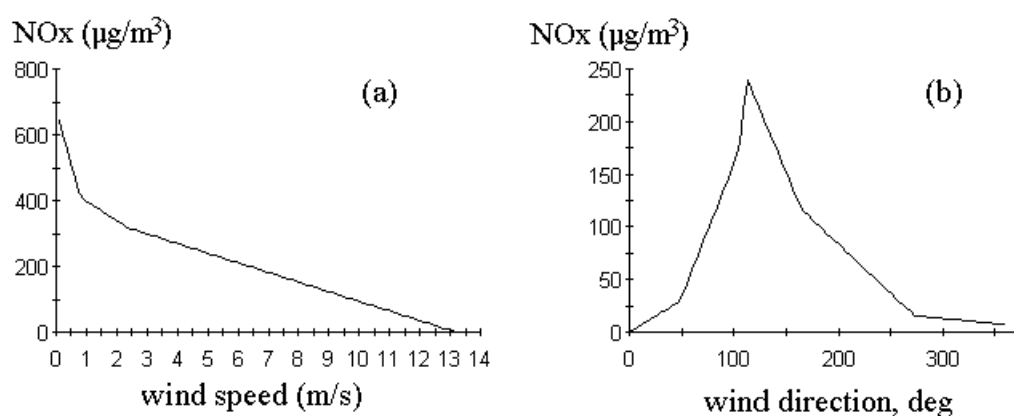 NOx (µg/m³)
800
(a)
600
400
200
0
0 1 2 3 4 5 6 7 8 9 10 11 12 13 14
wind speed (m/s)
NOx (µg/m³)
250
(b)
200
150
100
50
0
0 100 200 300
wind direction, deg